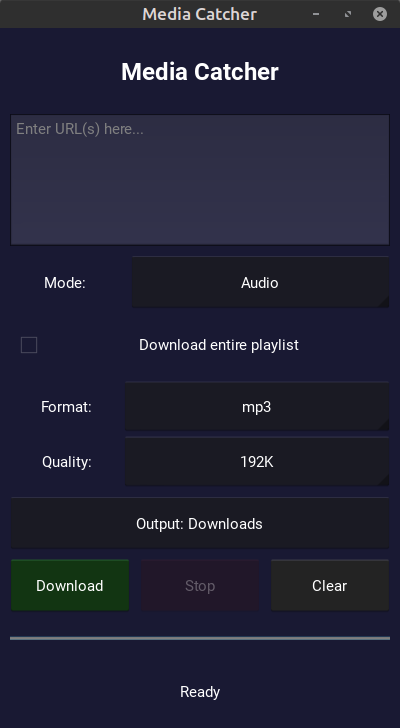 Media Catcher
Media Catcher
Enter URL(s) here...
Mode: Audio
Download entire playlist
Format: mp3
Quality: 192K
Output: Downloads
Download Stop Clear
Ready